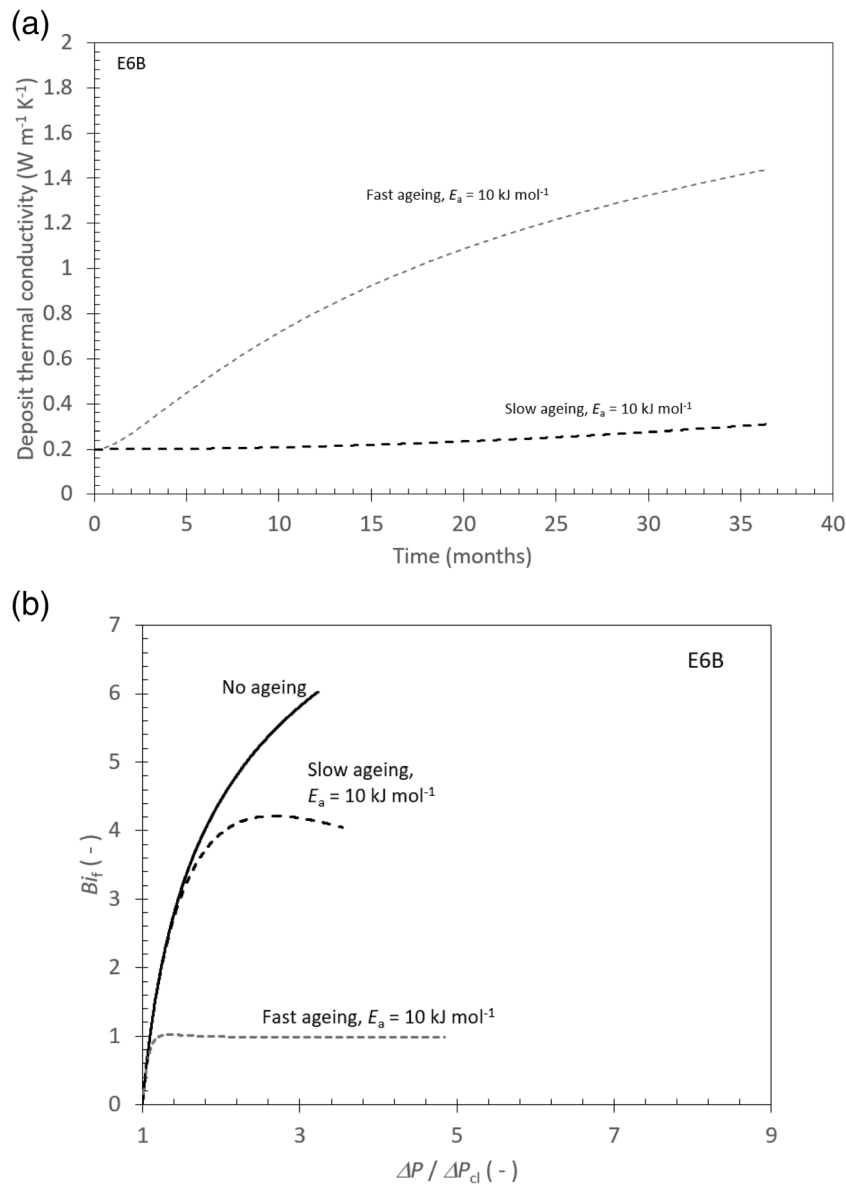 (a)
2
E6B
1.8
1.6
1.4
1.2
1
0.8
0.6
0.4
0.2
0
Deposit thermal conductivity (W m⁻¹ K⁻¹)
Fast ageing, Eₐ = 10 kJ mol⁻¹
Slow ageing, Eₐ = 10 kJ mol⁻¹
0 5 10 15 20 25 30 35 40
Time (months)
(b)
7
6
5
4
3
2
1
0
Bi_f ( - )
E6B
No ageing
Slow ageing,
Eₐ = 10 kJ mol⁻¹
Fast ageing, Eₐ = 10 kJ mol⁻¹
1 3 5 7 9
ΔP / ΔP_cl ( - )